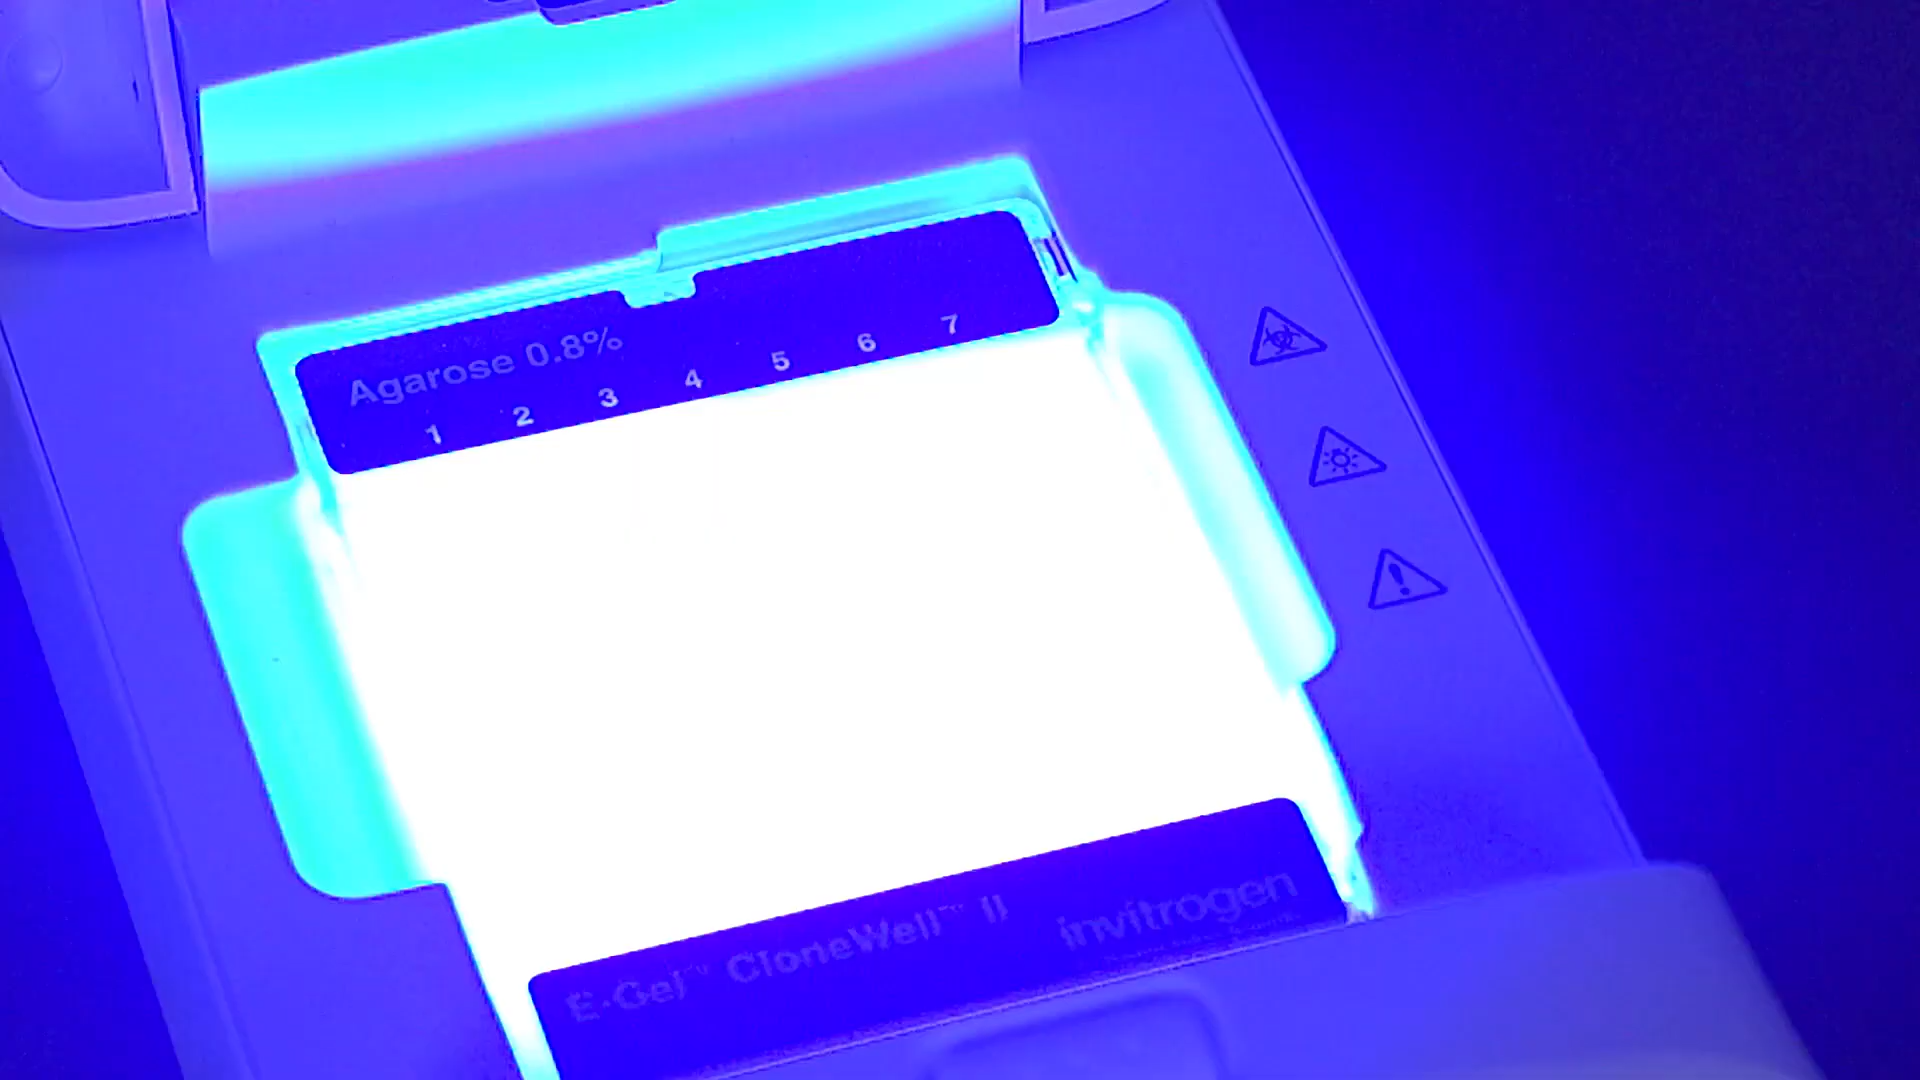 Agarose 0.8%
1 2 3 4 5 6 7
E-Gel™ CloneWell™ II
invitrogen